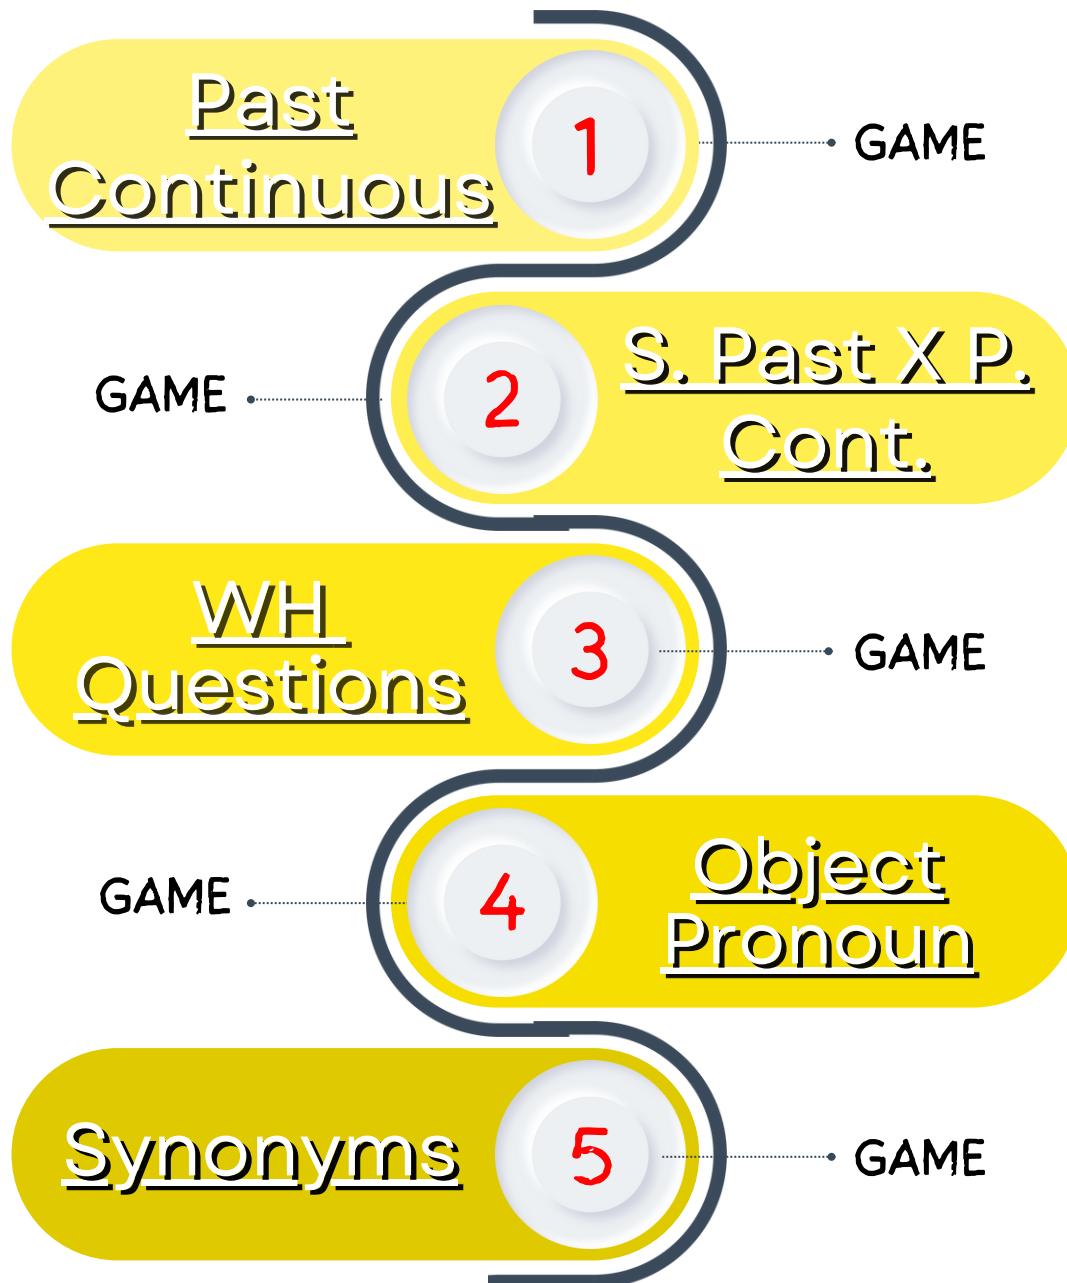 Past
Continuous
1
GAME
GAME
2
S. Past X P.
Cont.
WH
Questions
3
GAME
GAME
4
Object
Pronoun
Synonyms
5
GAME